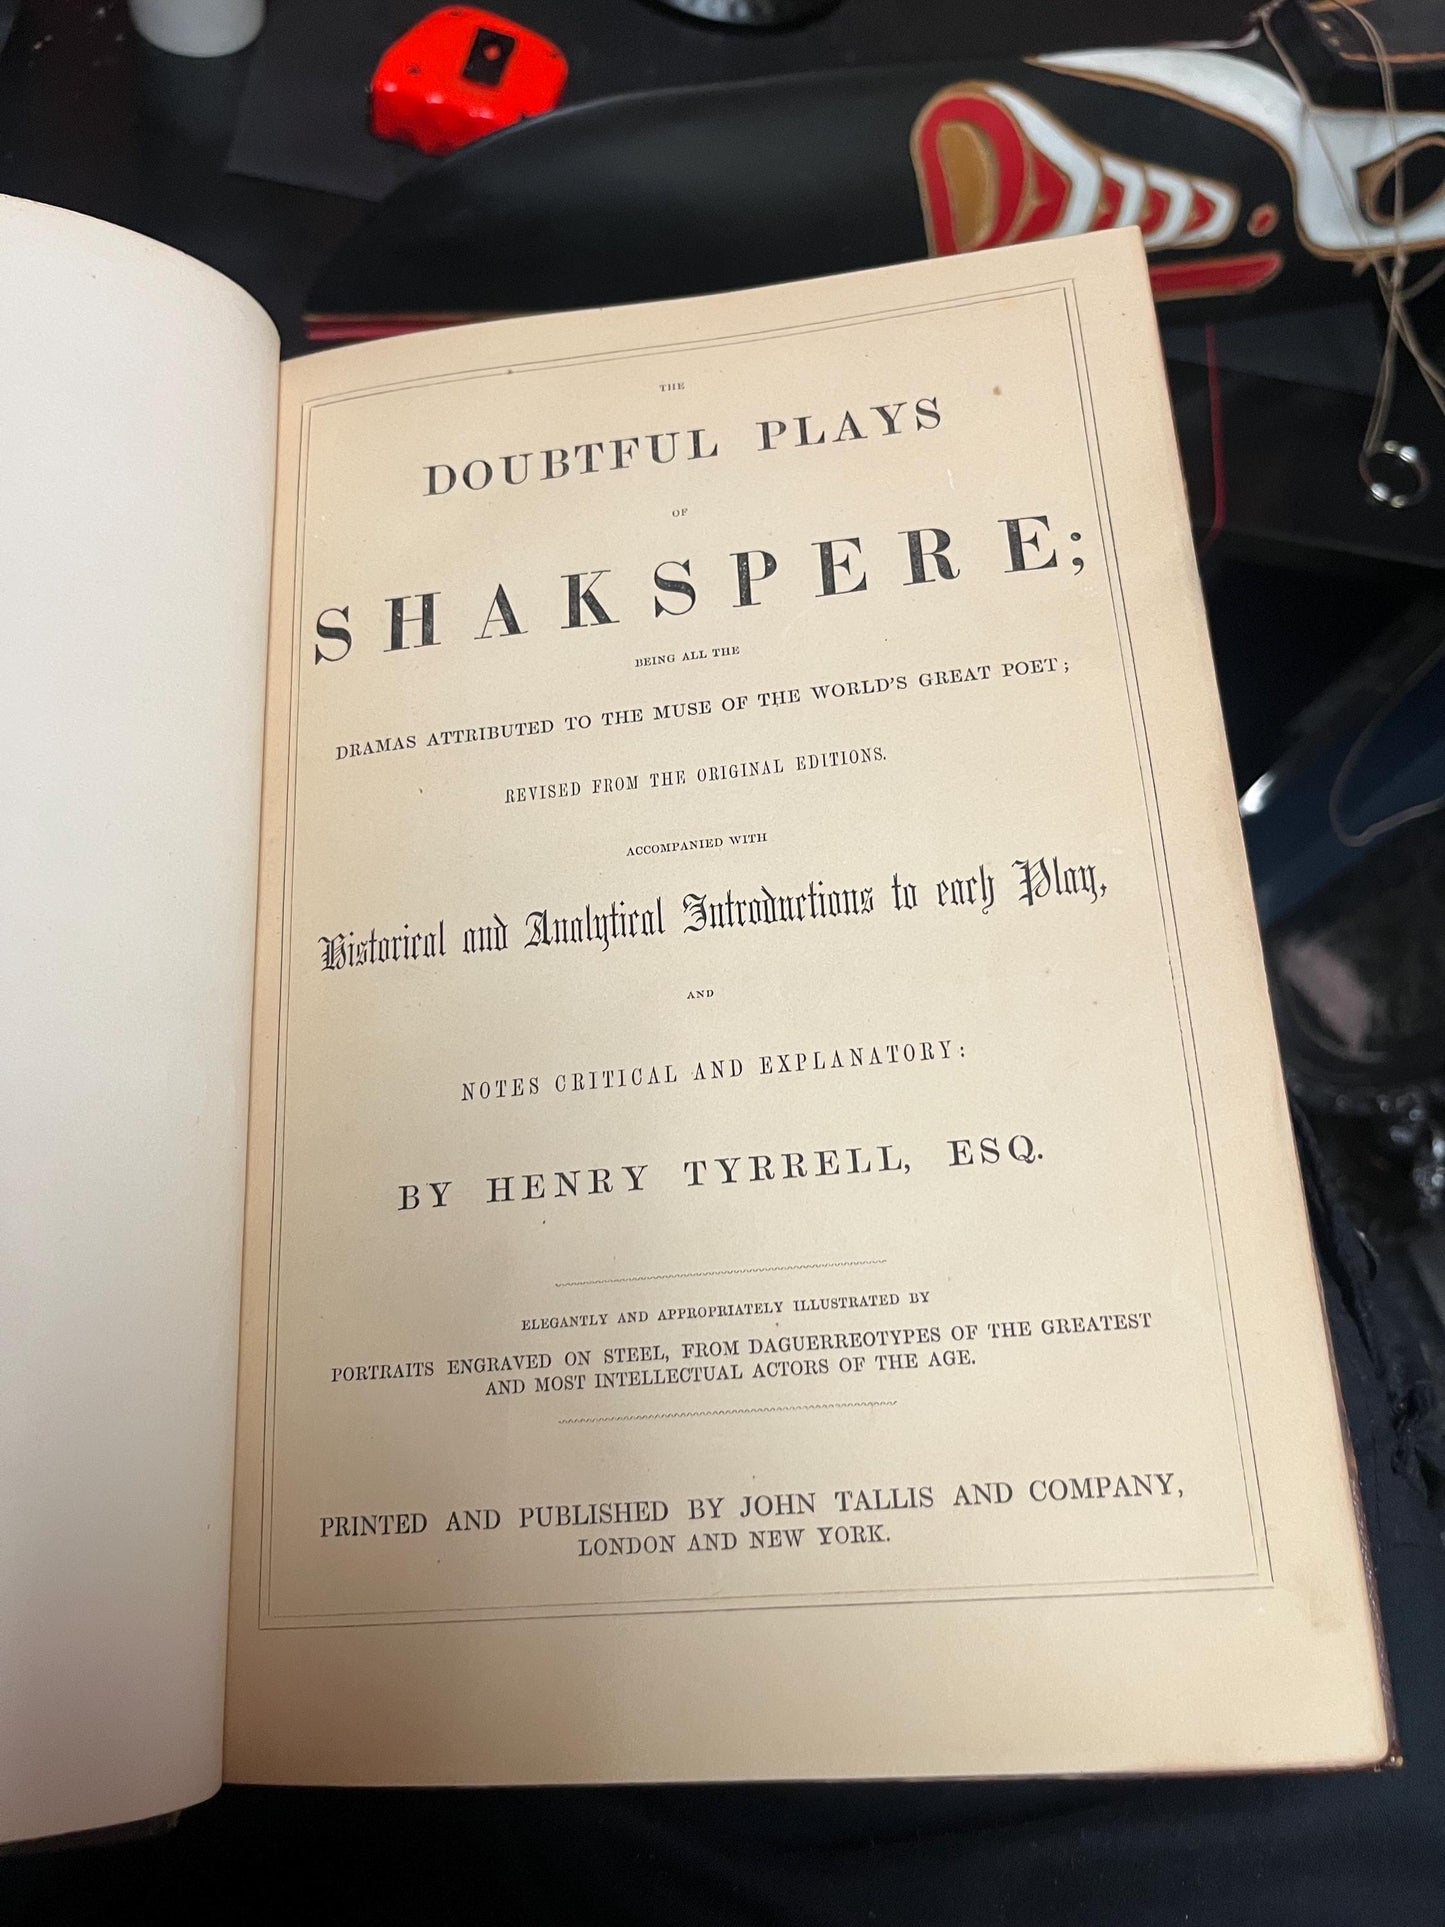 THE
DOUBTFUL PLAYS
OF
SHAKSPERE;
BEING ALL THE
DRAMAS ATTRIBUTED TO THE MUSE OF THE WORLD'S GREAT POET;
REVISED FROM THE ORIGINAL EDITIONS.
ACCOMPANIED WITH
Historical and Analytical Introductions to each Play,
AND
NOTES CRITICAL AND EXPLANATORY:
BY HENRY TYRRELL, ESQ.
ELEGANTLY AND APPROPRIATELY ILLUSTRATED BY
PORTRAITS ENGRAVED ON STEEL, FROM DAGUERREOTYPES OF THE GREATEST
AND MOST INTELLECTUAL ACTORS OF THE AGE.
PRINTED AND PUBLISHED BY JOHN TALLIS AND COMPANY,
LONDON AND NEW YORK.